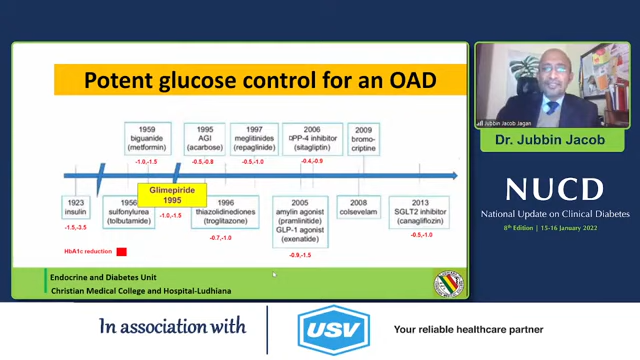 Potent glucose control for an OAD
1959
biguanide
(metformin)
-1.0,-1.5
1995
AGI
(acarbose)
-0.5,-0.8
1997
meglitinides
(repaglinide)
-0.5,-1.0
2006
DPP-4 inhibitor
(sitagliptin)
-0.4,-0.9
2009
bromo-
criptine
Glimepiride
1995
-1.0,-1.5
1923
insulin
-1.5,-3.5
1956
sulfonylurea
(tolbutamide)
1996
thiazolidinediones
(troglitazone)
-0.7,-1.0
2005
amylin agonist
(pramlintide)
GLP-1 agonist
(exenatide)
-0.9,-1.5
2008
colsevelam
2013
SGLT2 inhibitor
(canagliflozin)
-0.5,-1.0
HbA1c reduction
Endocrine and Diabetes Unit
Christian Medical College and Hospital-Ludhiana
Jubbin Jacob Jagan
Dr. Jubbin Jacob
NUCD
National Update on Clinical Diabetes
8th Edition | 15-16 January 2022
In association with
USV
Your reliable healthcare partner